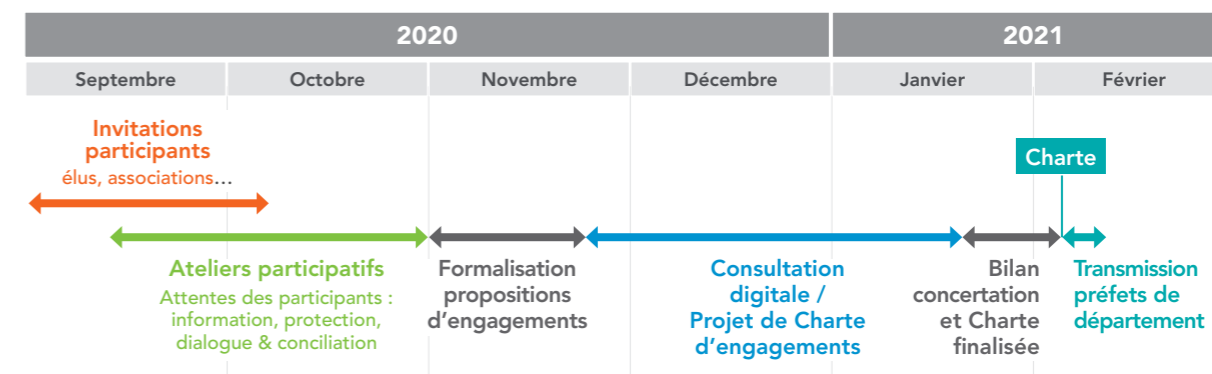 2020
2021
Septembre
Octobre
Novembre
Décembre
Janvier
Février
Invitations
participants
élus, associations…
Charte
Ateliers participatifs
Attentes des participants :
information, protection,
dialogue & conciliation
Formalisation
propositions
d’engagements
Consultation
digitale /
Projet de Charte
d’engagements
Bilan
concertation
et Charte
finalisée
Transmission
préfets de
département